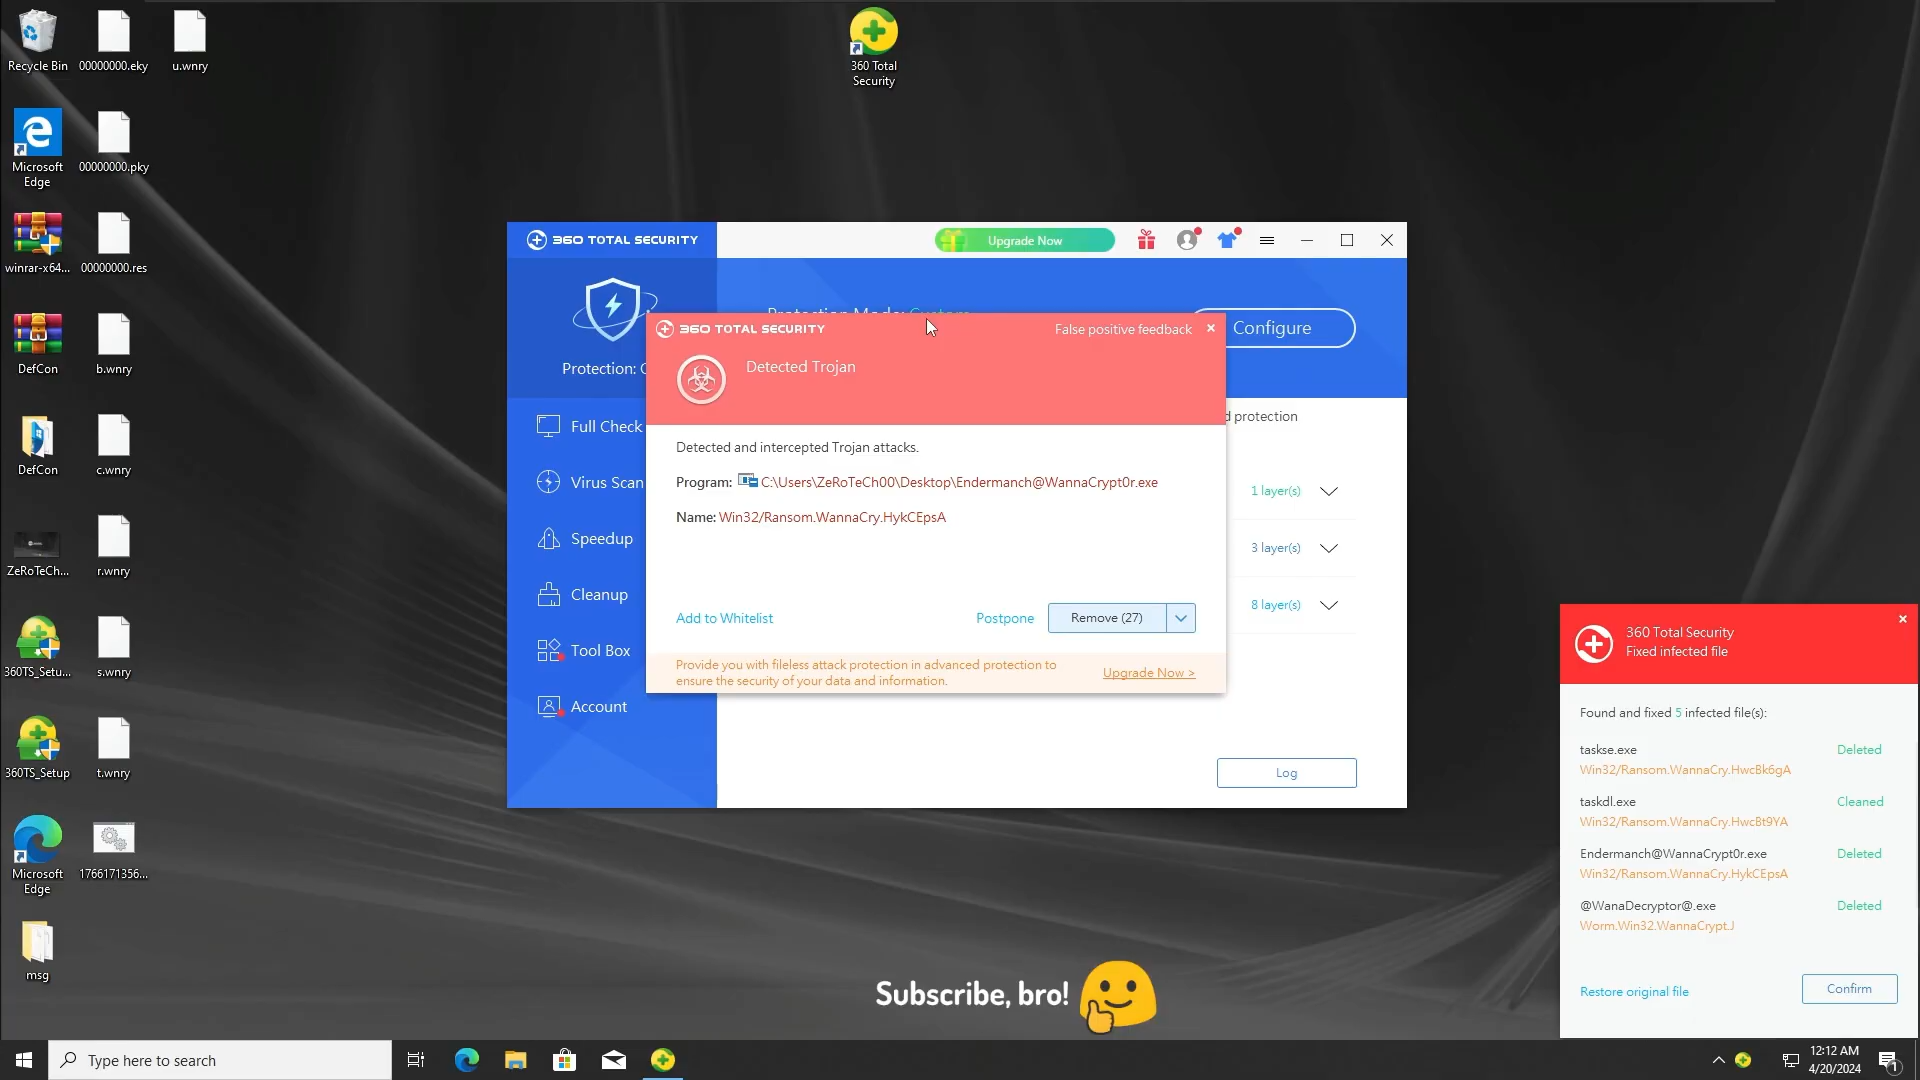 Recycle Bin
00000000.eky
u.wnry
360 Total
Security
Microsoft
Edge
00000000.pky
winrar-x64...
00000000.res
DefCon
b.wnry
DefCon
c.wnry
ZeRoTeCh...
r.wnry
360TS_Setu...
s.wnry
360TS_Setup
t.wnry
Microsoft
Edge
1766171356...
msg
360 TOTAL SECURITY
Upgrade Now
Protection Mode: Custom
Configure
Protection: C
Full Check
Virus Scan
Speedup
Cleanup
Tool Box
Account
d protection
1 layer(s)
3 layer(s)
8 layer(s)
Log
360 TOTAL SECURITY
False positive feedback
Detected Trojan
Detected and intercepted Trojan attacks.
Program: C:\Users\ZeRoTeCh00\Desktop\Endermanch@WannaCrypt0r.exe
Name: Win32/Ransom.WannaCry.HykCEpsA
Add to Whitelist
Postpone
Remove (27)
Provide you with fileless attack protection in advanced protection to
ensure the security of your data and information.
Upgrade Now >
360 Total Security
Fixed infected file
Found and fixed 5 infected file(s):
taskse.exe
Deleted
Win32/Ransom.WannaCry.HwcBk6gA
taskdl.exe
Cleaned
Win32/Ransom.WannaCry.HwcBt9YA
Endermanch@WannaCrypt0r.exe
Deleted
Win32/Ransom.WannaCry.HykCEpsA
@WanaDecryptor@.exe
Deleted
Worm.Win32.WannaCrypt.J
Restore original file
Confirm
Subscribe, bro!
Type here to search
12:12 AM
4/20/2024
1